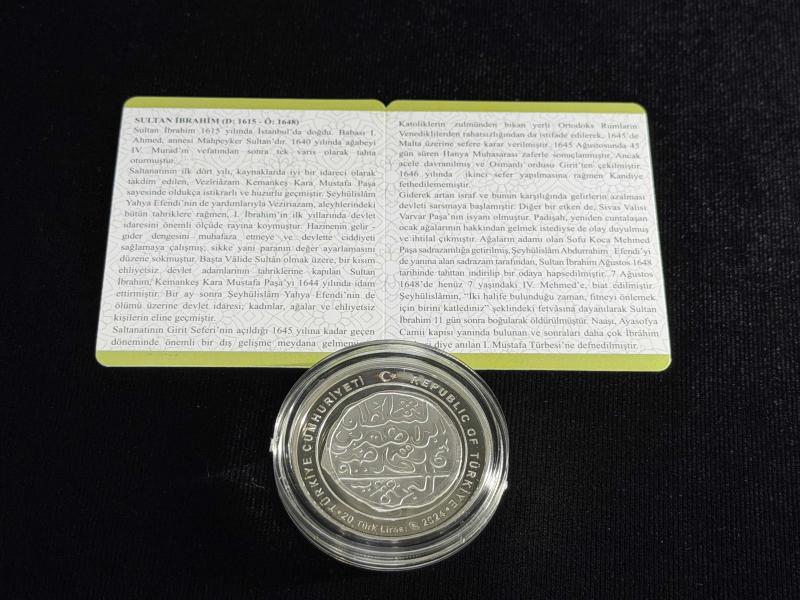 SULTAN İBRAHİM (D: 1615 - Ö: 1648)
Sultan İbrahim 1615 yılında İstanbul'da doğdu. Babası I.
Ahmed, annesi Mahpeyker Sultan'dır. 1640 yılında ağabeyi
IV. Murad'ın vefatından sonra tek varis olarak tahta
oturmuştur.
Saltanatının ilk dört yılı, kaynaklarda iyi bir idareci olarak
takdim edilen, Vezîriâzam Kemankeş Kara Mustafa Paşa
sayesinde oldukça istikrarlı ve huzurlu geçmiştir. Şeyhülislâm
Yahya Efendi'nin de yardımlarıyla Vezîriazam, aleyhlerindeki
bütün tahriklere rağmen, I. İbrahim'in ilk yıllarında devlet
idaresini önemli ölçüde rayına koymuştur. Hazinenin gelir -
gider dengesini muhafaza etmeye ve devlette ciddiyeti
sağlamaya çalışmış; sikke yani paranın değer ayarlamasını
düzene sokmuştur. Başta Vâlide Sultân olmak üzere, bir kısım
ehliyetsiz devlet adamlarının tahriklerine kapılan Sultan
İbrahim, Kemankeş Kara Mustafa Paşa'yı 1644 yılında idam
ettirmiştir. Bir ay sonra Şeyhülislâm Yahya Efendi'nin de
ölümü üzerine devlet idaresi; kadınlar, ağalar ve ehliyetsiz
kişilerin eline geçmiştir.
Saltanatının Girit Seferi'nin açıldığı 1645 yılına kadar geçen
döneminde önemli bir dış gelişme meydana
Katoliklerin zulmünden bıkan yerli Ortodoks Rumların
Venediklilerden rahatsızlığından da istifade edilerek, 1645'de
Malta üzerine sefere karar verilmiştir. 1645 Ağustosunda 45
gün süren Hanya Muhasarası zaferle sonuçlanmıştır. Ancak
acele davranılmış ve Osmanlı ordusu Girit'ten çekilmiştir.
1646 yılında ikinci sefer yapılmasına rağmen Kandiye
fethedilememiştir.
Giderek artan israf ve bunun karşılığında gelirlerin azalması
devleti sarsmaya başlamıştır. Diğer bir etken de, Sivas Valisi
Varvar Paşa'nın isyanı olmuştur. Padişah, yeniden cuntalaşan
ocak ağalarının hakkından gelmek istediyse de olay duyulmuş
ve ihtilal çıkmıştır. Ağaların adamı olan Sofu Koca Mehmed
Paşa sadrazamlığa getirilmiş, Şeyhülislâm Abdurrahim Efendi'yi
de yanına alan sadrazam tarafından, Sultan İbrahim Ağustos 1648
tarihinde tahttan indirilip bir odaya hapsedilmiştir. 7 Ağustos
1648'de henüz 7 yaşındaki IV. Mehmed'e, biat edilmiştir.
Şeyhülislâmın, "İki halife bulunduğu zaman, fitneyi önlemek
için birini katlediniz" şeklindeki fetvâsına dayanılarak Sultan
İbrahim 11 gün sonra boğularak öldürülmüştür. Naaşı, Ayasofya
Camii kapısı yanında bulunan ve sonraları daha çok İbrâhim
diye anılan I. Mustafa Türbesi'ne defnedilmiştir.
TÜRKİYE CUMHURİYETİ REPUBLIC OF TÜRKİYE
20 Türk Lirası 2024